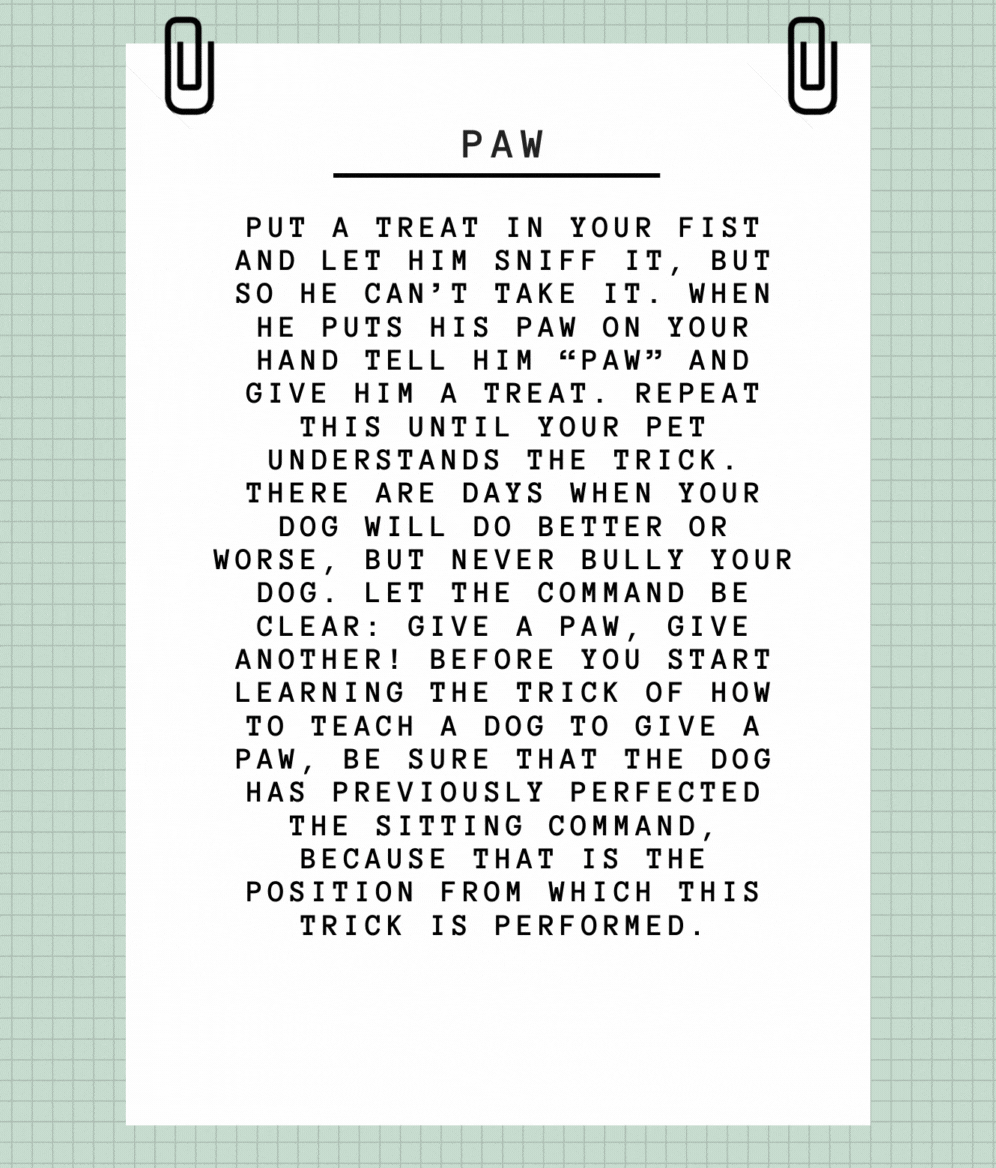 PAW
PUT A TREAT IN YOUR FIST
AND LET HIM SNIFF IT, BUT
SO HE CAN’T TAKE IT. WHEN
HE PUTS HIS PAW ON YOUR
HAND TELL HIM “PAW” AND
GIVE HIM A TREAT. REPEAT
THIS UNTIL YOUR PET
UNDERSTANDS THE TRICK.
THERE ARE DAYS WHEN YOUR
DOG WILL DO BETTER OR
WORSE, BUT NEVER BULLY YOUR
DOG. LET THE COMMAND BE
CLEAR: GIVE A PAW, GIVE
ANOTHER! BEFORE YOU START
LEARNING THE TRICK OF HOW
TO TEACH A DOG TO GIVE A
PAW, BE SURE THAT THE DOG
HAS PREVIOUSLY PERFECTED
THE SITTING COMMAND,
BECAUSE THAT IS THE
POSITION FROM WHICH THIS
TRICK IS PERFORMED.